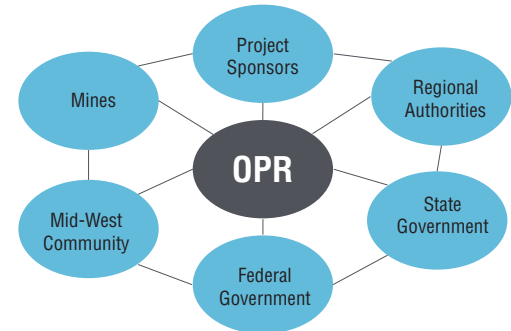 Project
Sponsors
Mines
Regional
Authorities
OPR
Mid-West
Community
State
Government
Federal
Government